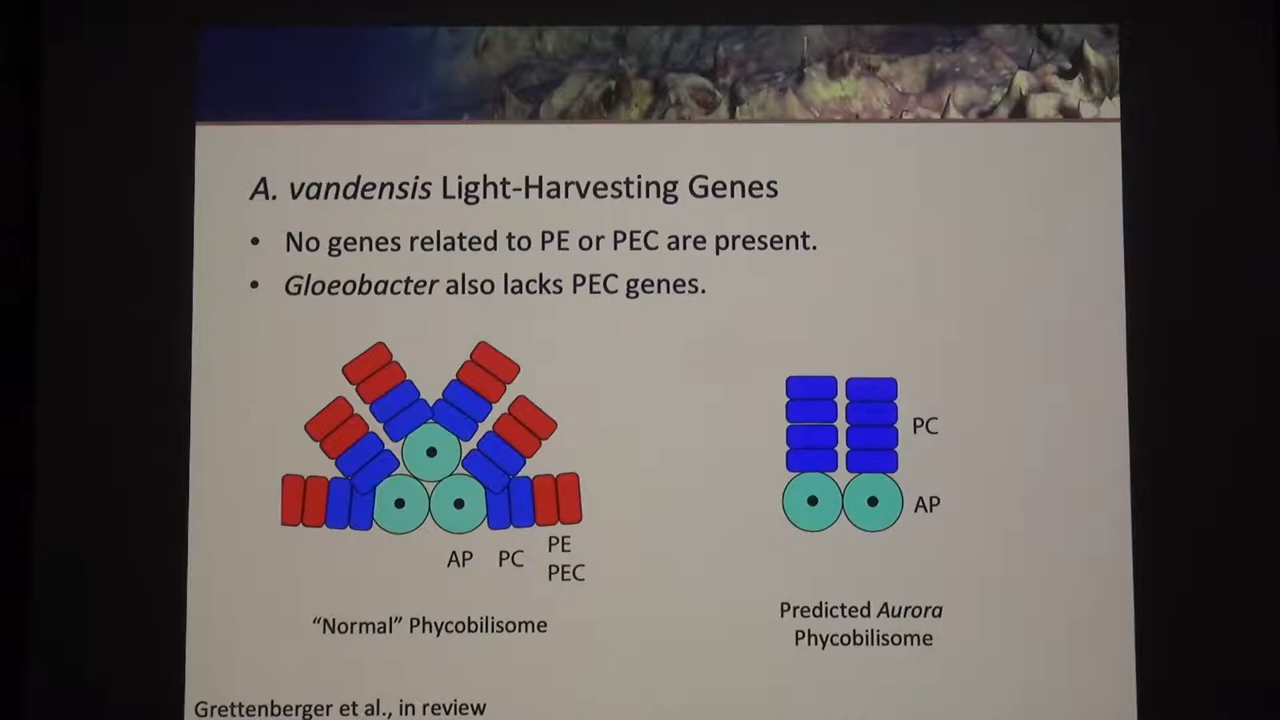 A. vandensis Light-Harvesting Genes
• No genes related to PE or PEC are present.
• Gloeobacter also lacks PEC genes.
PC
AP
AP PC PE
PEC
"Normal" Phycobilisome
Predicted Aurora
Phycobilisome
Grettenberger et al., in review